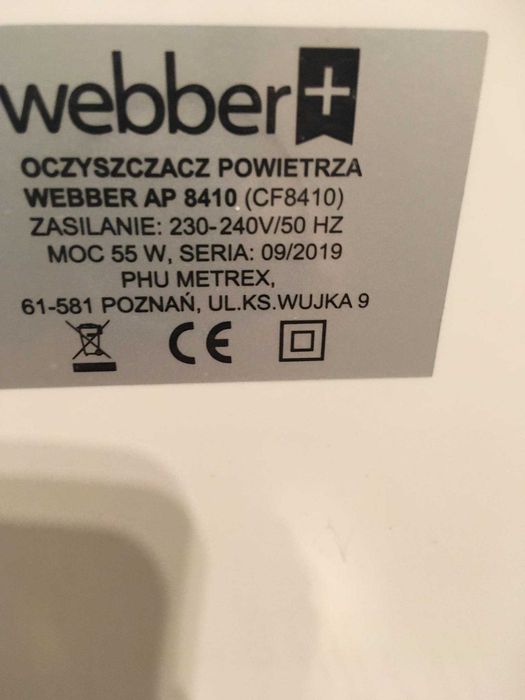 webber+
OCZYSZCZACZ POWIETRZA
WEBBER AP 8410 (CF8410)
ZASILANIE: 230-240V/50 HZ
MOC 55 W, SERIA: 09/2019
PHU METREX,
61-581 POZNAŃ, UL.KS.WUJKA 9
CE